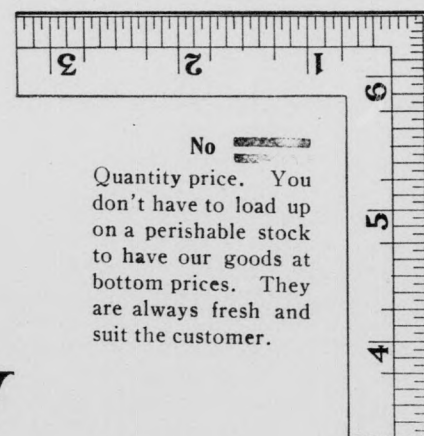 3 2 1
6
No
Quantity price. You
don't have to load up
on a perishable stock
to have our goods at
bottom prices. They
are always fresh and
suit the customer.
5
4